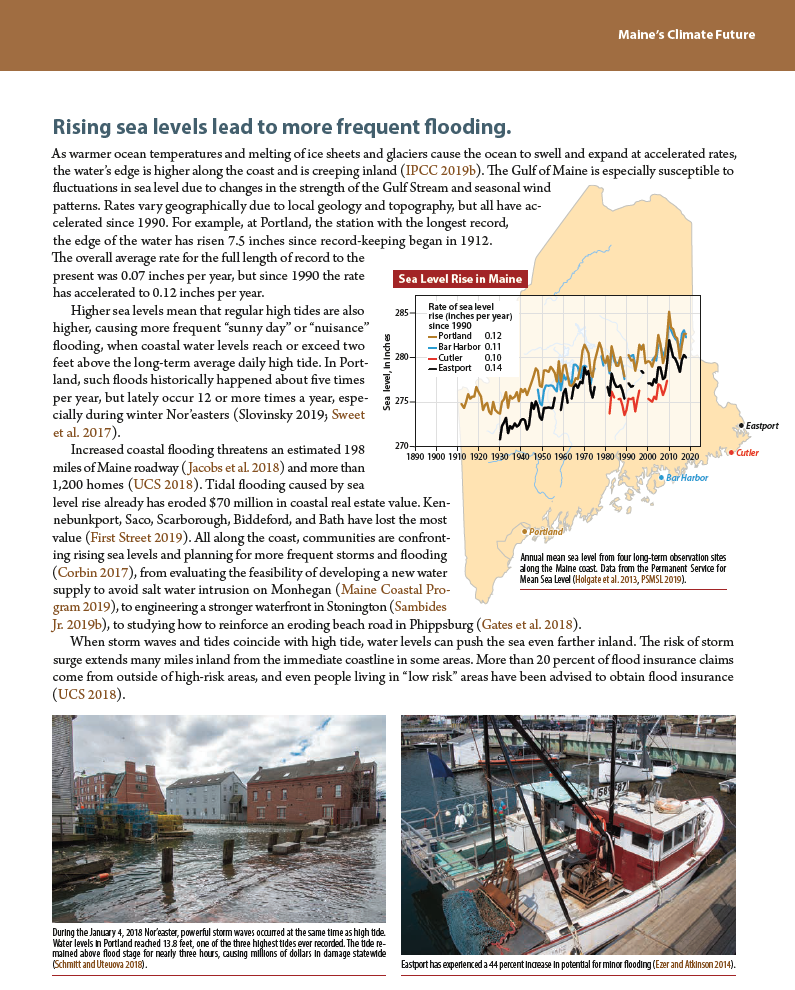 Maine's Climate Future
Rising sea levels lead to more frequent flooding.
As warmer ocean temperatures and melting of ice sheets and glaciers cause the ocean to swell and expand at accelerated rates,
the water's edge is higher along the coast and is creeping inland (IPCC 2019b). The Gulf of Maine is especially susceptible to
fluctuations in sea level due to changes in the strength of the Gulf Stream and seasonal wind
patterns. Rates vary geographically due to local geology and topography, but all have ac-
celerated since 1990. For example, at Portland, the station with the longest record,
the edge of the water has risen 7.5 inches since record-keeping began in 1912.
The overall average rate for the full length of record to the
present was 0.07 inches per year, but since 1990 the rate
has accelerated to 0.12 inches per year.
Higher sea levels mean that regular high tides are also
higher, causing more frequent “sunny day” or “nuisance”
flooding, when coastal water levels reach or exceed two
feet above the long-term average daily high tide. In Port-
land, such floods historically happened about five times
per year, but lately occur 12 or more times a year, espe-
cially during winter Nor'easters (Slovinsky 2019; Sweet
et al. 2017).
Increased coastal flooding threatens an estimated 198
miles of Maine roadway (Jacobs et al. 2018) and more than
1,200 homes (UCS 2018). Tidal flooding caused by sea
level rise already has eroded $70 million in coastal real estate value. Ken-
nebunkport, Saco, Scarborough, Biddeford, and Bath have lost the most
value (First Street 2019). All along the coast, communities are confront-
ing rising sea levels and planning for more frequent storms and flooding
(Corbin 2017), from evaluating the feasibility of developing a new water
supply to avoid salt water intrusion on Monhegan (Maine Coastal Pro-
gram 2019), to engineering a stronger waterfront in Stonington (Sambides
Jr. 2019b), to studying how to reinforce an eroding beach road in Phippsburg (Gates et al. 2018).
When storm waves and tides coincide with high tide, water levels can push the sea even farther inland. The risk of storm
surge extends many miles inland from the immediate coastline in some areas. More than 20 percent of flood insurance claims
come from outside of high-risk areas, and even people living in “low risk” areas have been advised to obtain flood insurance
(UCS 2018).
Sea Level Rise in Maine
Rate of sea level
rise (inches per year)
since 1990
Portland 0.12
Bar Harbor 0.11
Cutler 0.10
Eastport 0.14
Sea level, in inches
285
280
275
270
1890 1900 1910 1920 1930 1940 1950 1960 1970 1980 1990 2000 2010 2020
Eastport
Cutler
Bar Harbor
Portland
Annual mean sea level from four long-term observation sites
along the Maine coast. Data from the Permanent Service for
Mean Sea Level (Holgate et al. 2013, PSMSL 2019).
During the January 4, 2018 Nor'easter, powerful storm waves occurred at the same time as high tide.
Water levels in Portland reached 13.8 feet, one of the three highest tides ever recorded. The tide re-
mained above flood stage for nearly three hours, causing millions of dollars in damage statewide
(Schmitt and Uteuova 2018).
Eastport has experienced a 44 percent increase in potential for minor flooding (Ezer and Atkinson 2014).